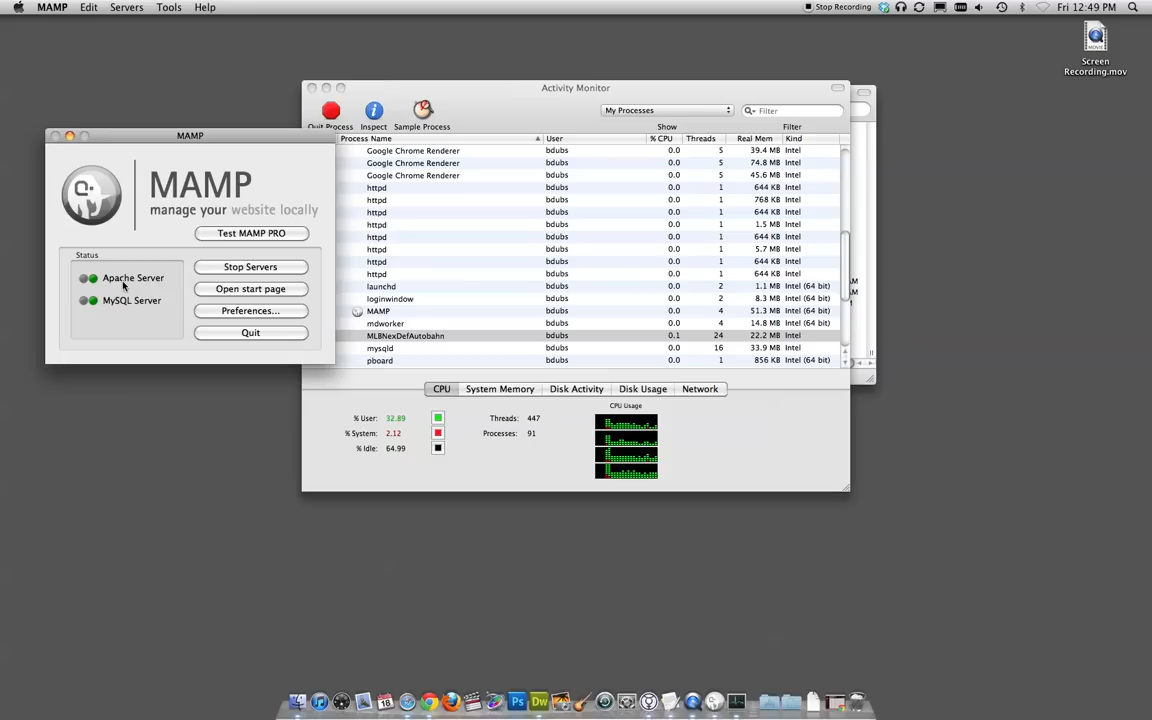 MAMP Edit Servers Tools Help Stop Recording Fri 12:49 PM
Screen
Recording.mov
Activity Monitor
Quit Process Inspect Sample Process My Processes Filter
Show Filter
Process Name User % CPU Threads Real Mem Kind
Google Chrome Renderer bdubs 0.0 5 39.4 MB Intel
Google Chrome Renderer bdubs 0.0 5 74.8 MB Intel
Google Chrome Renderer bdubs 0.0 5 45.6 MB Intel
httpd bdubs 0.0 1 644 KB Intel
httpd bdubs 0.0 1 768 KB Intel
httpd bdubs 0.0 1 644 KB Intel
httpd bdubs 0.0 1 1.5 MB Intel
httpd bdubs 0.0 1 644 KB Intel
httpd bdubs 0.0 1 5.7 MB Intel
httpd bdubs 0.0 1 644 KB Intel
httpd bdubs 0.0 1 644 KB Intel
launchd bdubs 0.0 2 1.1 MB Intel (64 bit)
loginwindow bdubs 0.0 2 8.3 MB Intel (64 bit)
MAMP bdubs 0.0 4 51.3 MB Intel (64 bit)
mdworker bdubs 0.0 4 14.8 MB Intel (64 bit)
MLBNexDefAutobahn bdubs 0.1 24 22.2 MB Intel
mysqld bdubs 0.0 16 33.9 MB Intel
pboard bdubs 0.0 1 856 KB Intel (64 bit)
CPU System Memory Disk Activity Disk Usage Network
CPU Usage
% User: 32.89 Threads: 447
% System: 2.12 Processes: 91
% Idle: 64.99
MAMP
MAMP
manage your website locally
Test MAMP PRO
Status
Apache Server
MySQL Server
Stop Servers
Open start page
Preferences...
Quit
AM
AM
18
Ps
Dw